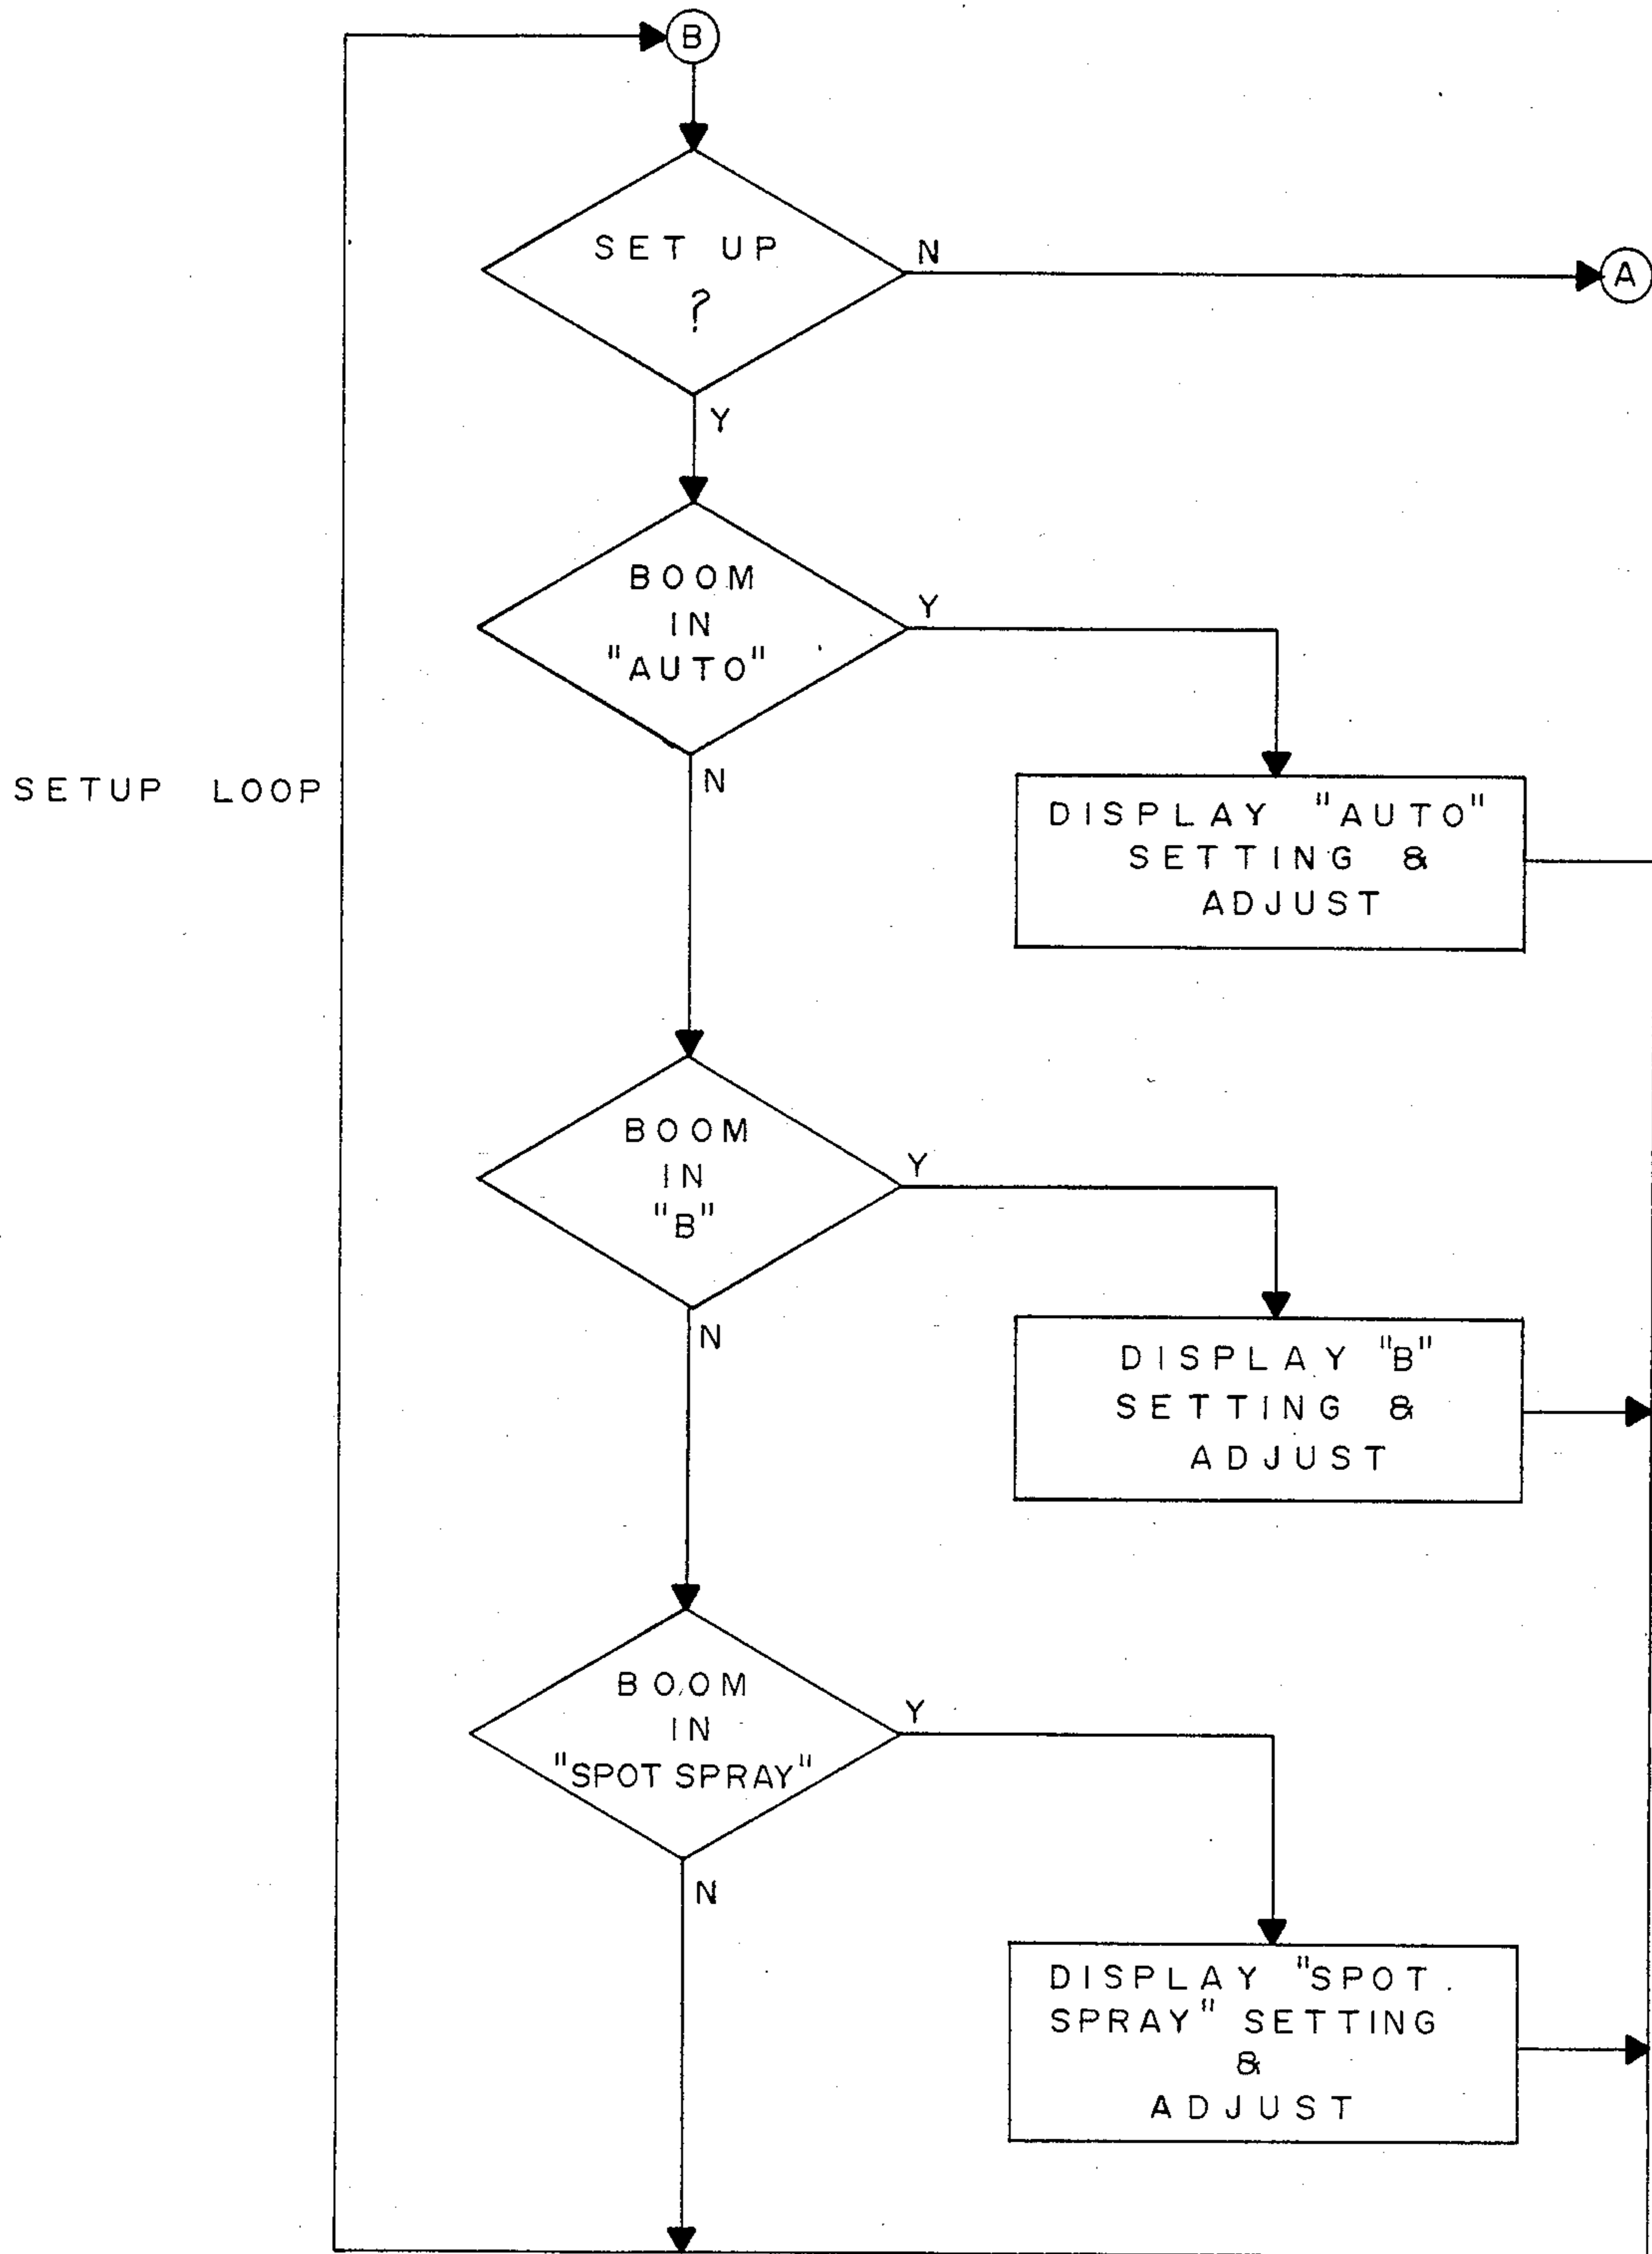 B
SET UP
?
N
A
Y
BOOM
IN
"AUTO"
Y
N
SETUP LOOP
DISPLAY "AUTO"
SETTING &
ADJUST
BOOM
IN
"B"
Y
N
DISPLAY "B"
SETTING &
ADJUST
BOOM
IN
"SPOT SPRAY"
Y
N
DISPLAY "SPOT
SPRAY" SETTING
&
ADJUST